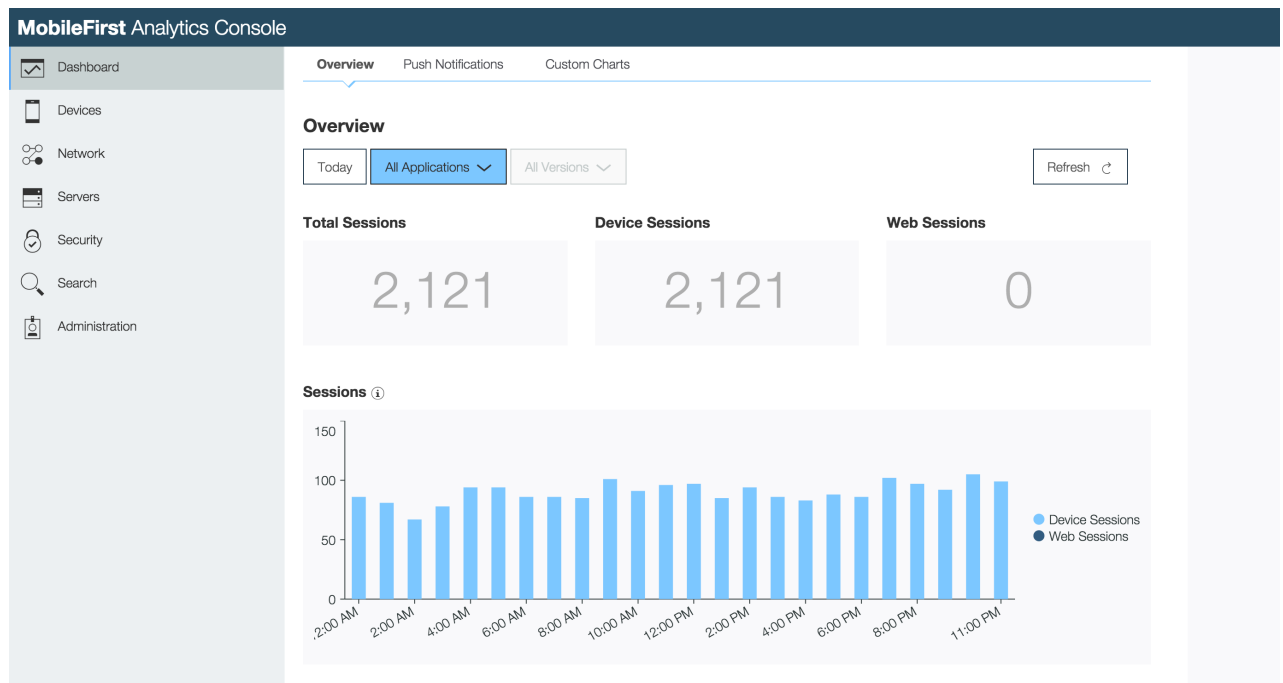 MobileFirst Analytics Console
Dashboard
Devices
Network
Servers
Security
Search
Administration
Overview Push Notifications Custom Charts
Overview
Today All Applications All Versions Refresh
Total Sessions Device Sessions Web Sessions
2,121 2,121 0
Sessions
150
100
50
0
Device Sessions
Web Sessions
2:00 AM 2:00 AM 4:00 AM 6:00 AM 8:00 AM 10:00 AM 12:00 PM 2:00 PM 4:00 PM 6:00 PM 8:00 PM 11:00 PM